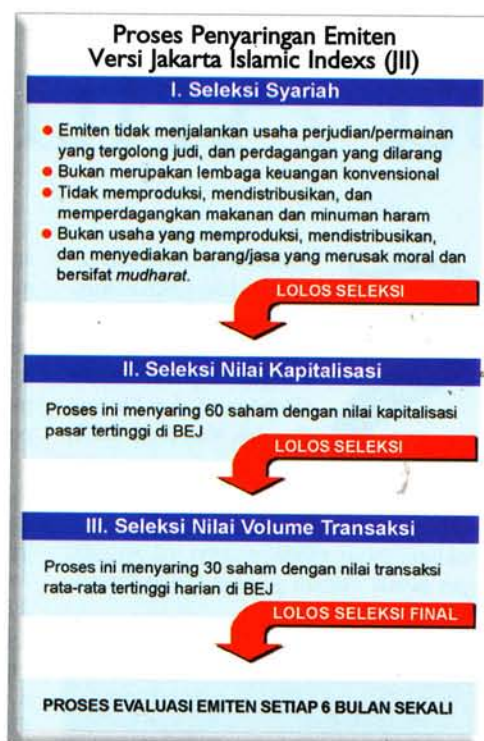 Proses Penyaringan Emiten
Versi Jakarta Islamic Indexs (JII)
I. Seleksi Syariah
● Emiten tidak menjalankan usaha perjudian/permainan
yang tergolong judi, dan perdagangan yang dilarang
● Bukan merupakan lembaga keuangan konvensional
● Tidak memproduksi, mendistribusikan, dan
memperdagangkan makanan dan minuman haram
● Bukan usaha yang memproduksi, mendistribusikan,
dan menyediakan barang/jasa yang merusak moral dan
bersifat mudharat.
LOLOS SELEKSI
II. Seleksi Nilai Kapitalisasi
Proses ini menyaring 60 saham dengan nilai kapitalisasi
pasar tertinggi di BEJ
LOLOS SELEKSI
III. Seleksi Nilai Volume Transaksi
Proses ini menyaring 30 saham dengan nilai transaksi
rata-rata tertinggi harian di BEJ
LOLOS SELEKSI FINAL
PROSES EVALUASI EMITEN SETIAP 6 BULAN SEKALI